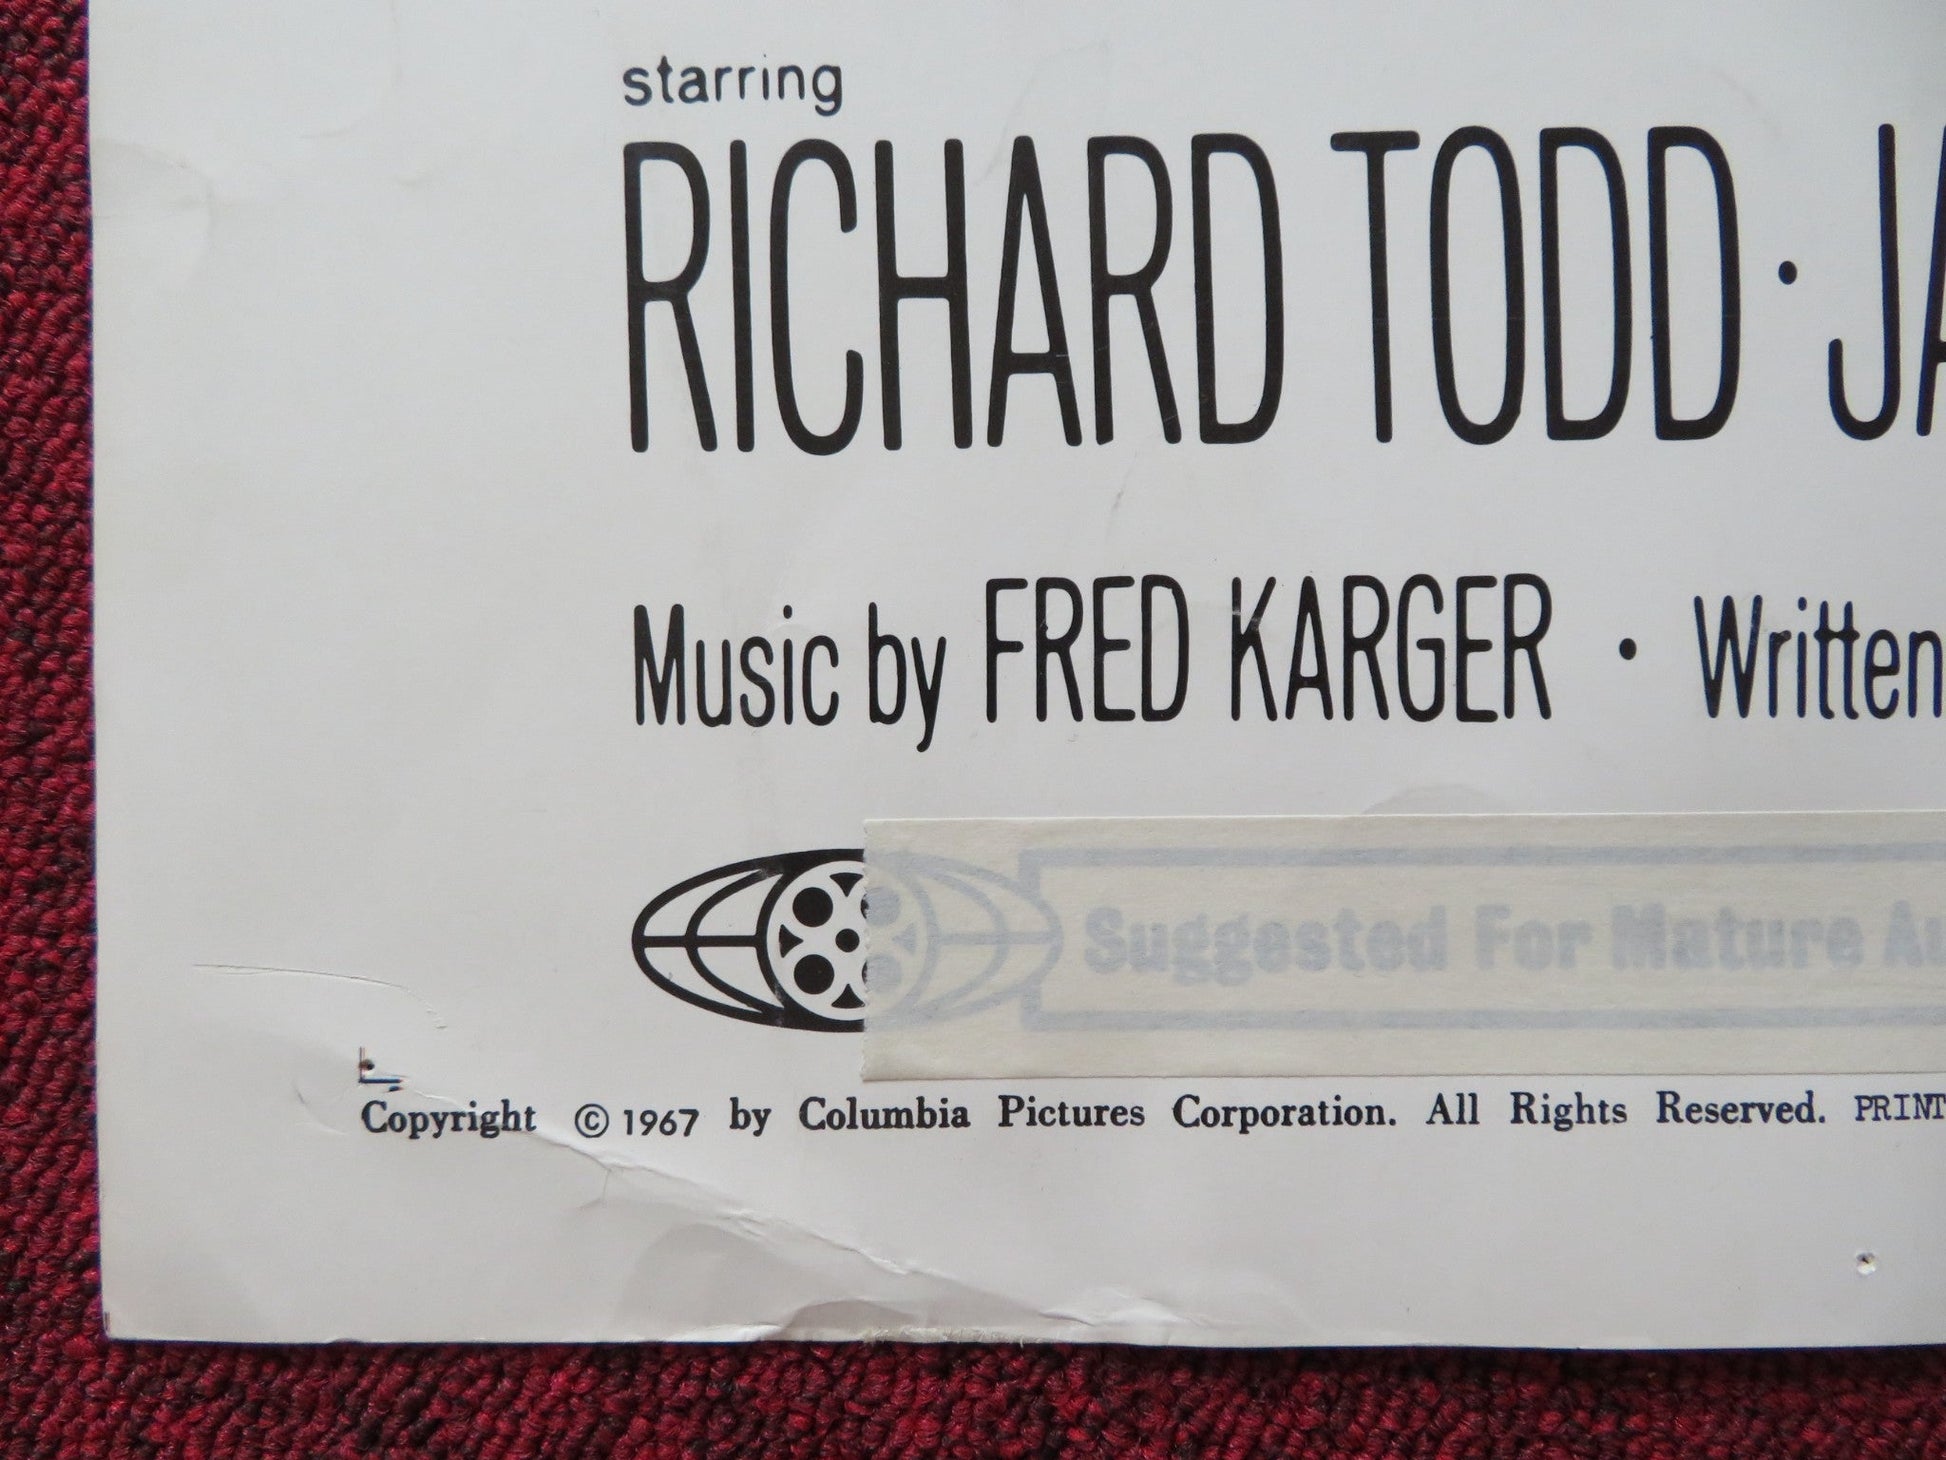 starring
RICHARD TODD · JA
Music by FRED KARGER · Written
Suggested For Mature Au
Copyright © 1967 by Columbia Pictures Corporation. All Rights Reserved. PRINT